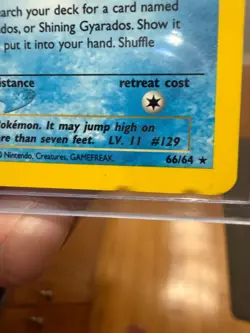 arch your deck for a card named
dos, or Shining Gyarados. Show it
put it into your hand. Shuffle
istance
retreat cost
Pokémon. It may jump high on
re than seven feet. LV. 11 #129
Nintendo, Creatures, GAMEFREAK.
66/64 ★